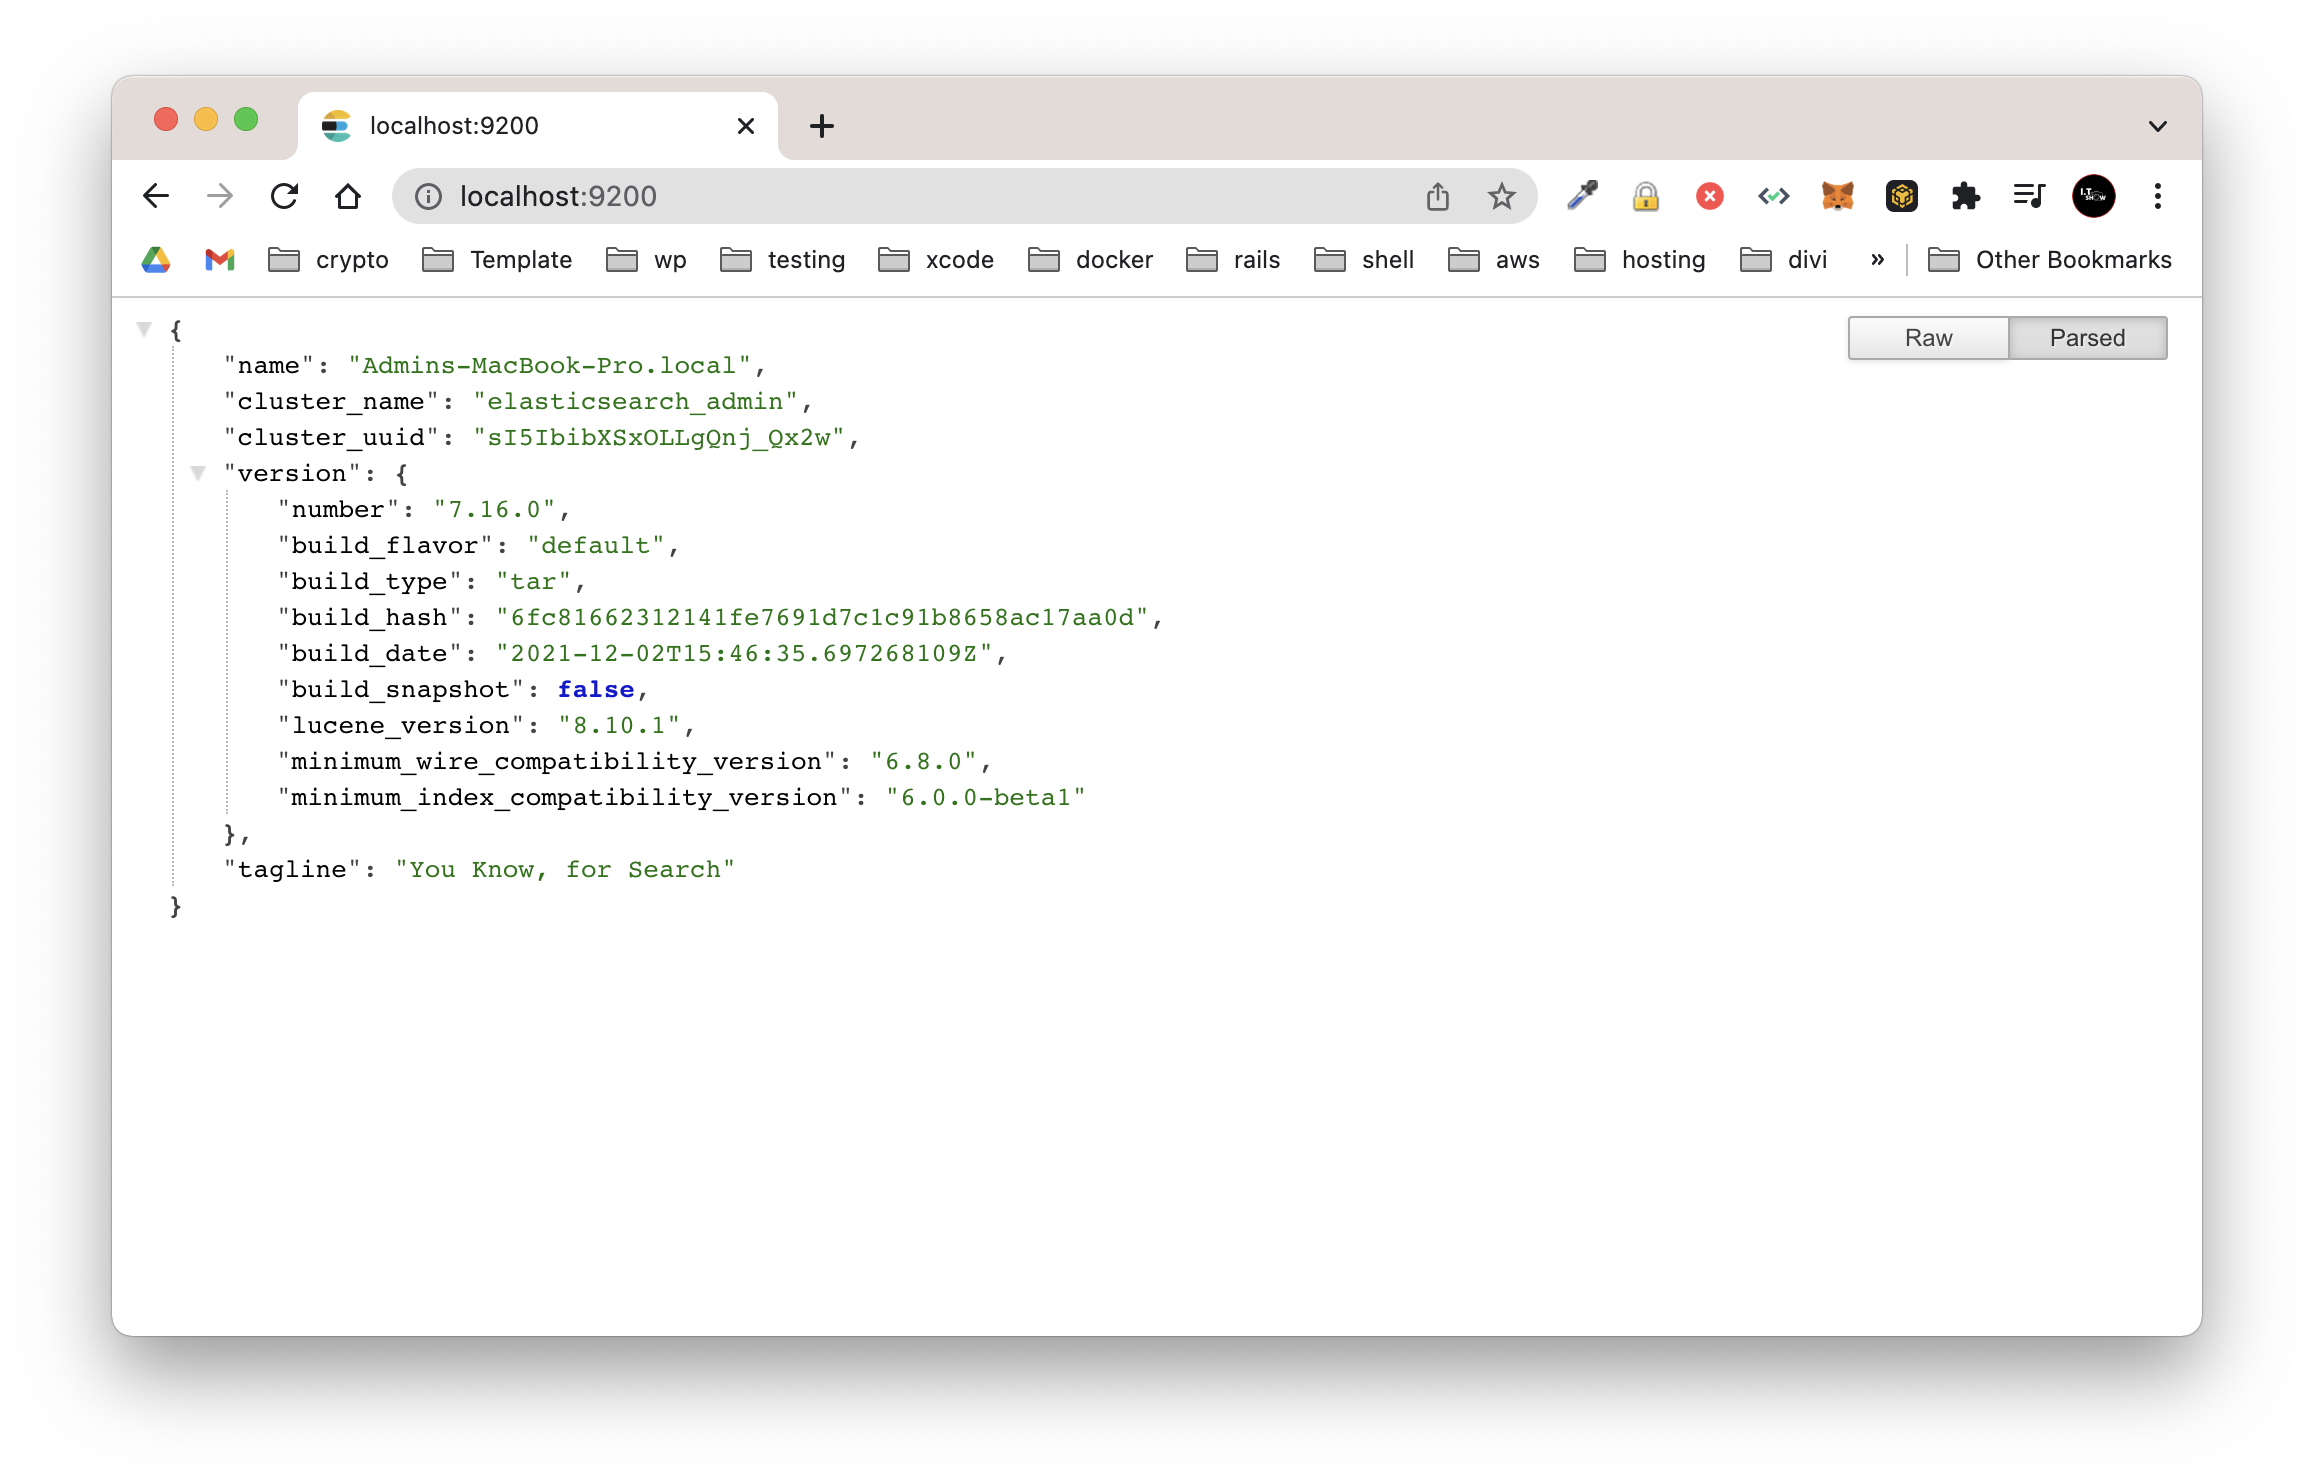 localhost:9200
localhost:9200
crypto Template wp testing xcode docker rails shell aws hosting divi » Other Bookmarks
Raw Parsed
{
"name": "Admins-MacBook-Pro.local",
"cluster_name": "elasticsearch_admin",
"cluster_uuid": "sI5IbibXSxOLLgQnj_Qx2w",
"version": {
"number": "7.16.0",
"build_flavor": "default",
"build_type": "tar",
"build_hash": "6fc81662312141fe7691d7c1c91b8658ac17aa0d",
"build_date": "2021-12-02T15:46:35.697268109Z",
"build_snapshot": false,
"lucene_version": "8.10.1",
"minimum_wire_compatibility_version": "6.8.0",
"minimum_index_compatibility_version": "6.0.0-beta1"
},
"tagline": "You Know, for Search"
}